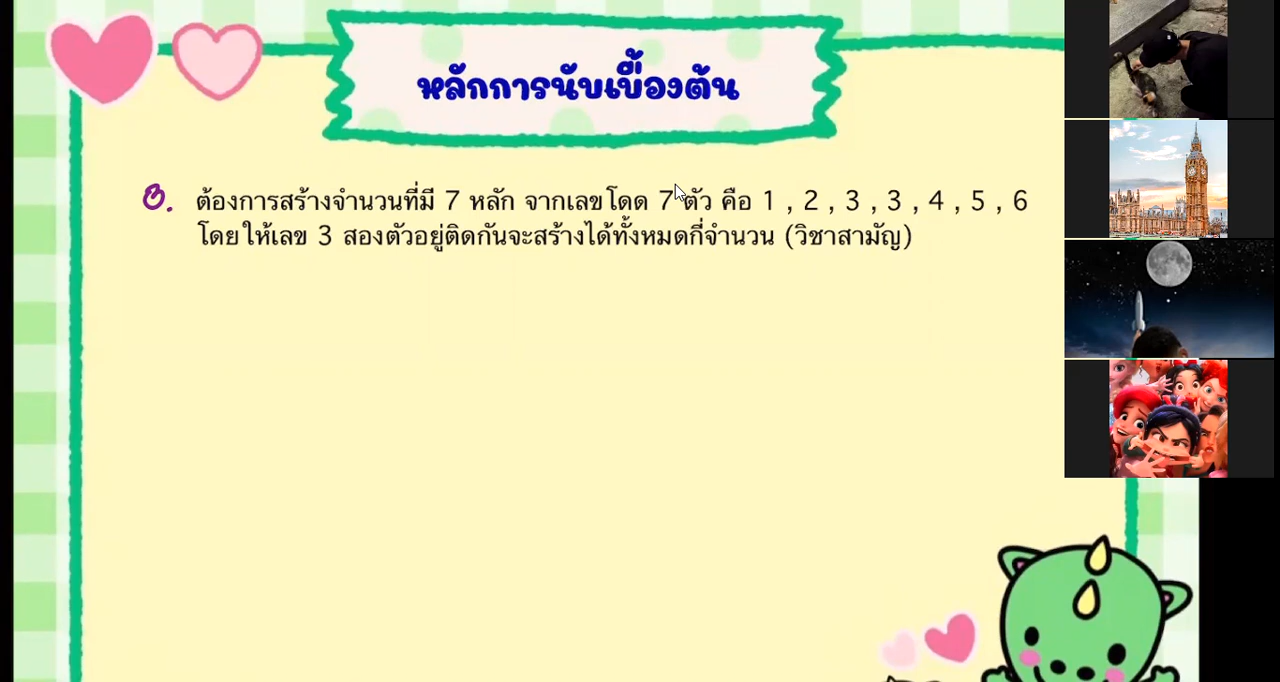 หลักการนับเบื้องต้น
8. ต้องการสร้างจำนวนที่มี 7 หลัก จากเลขโดด 7 ตัว คือ 1 , 2 , 3 , 3 , 4 , 5 , 6
โดยให้เลข 3 สองตัวอยู่ติดกันจะสร้างได้ทั้งหมดกี่จำนวน (วิชาสามัญ)